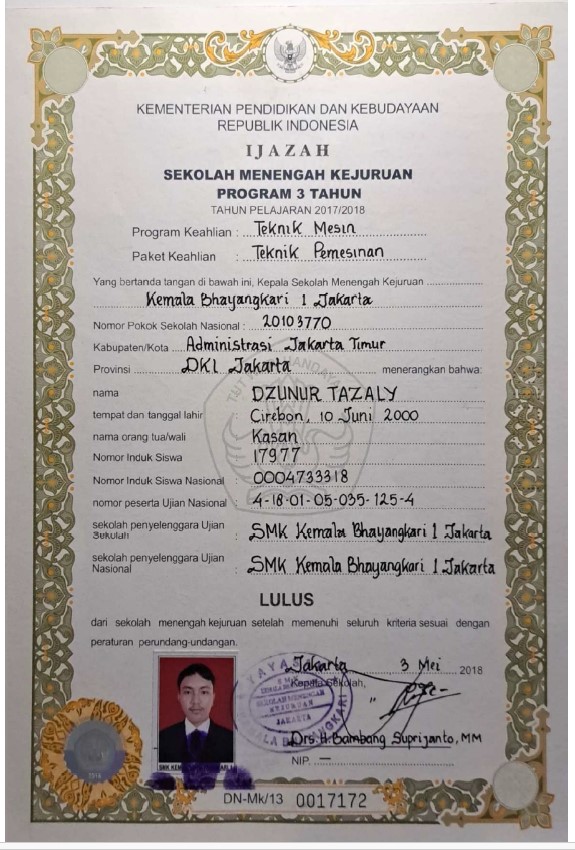 KEMENTERIAN PENDIDIKAN DAN KEBUDAYAAN
REPUBLIK INDONESIA
IJAZAH
SEKOLAH MENENGAH KEJURUAN
PROGRAM 3 TAHUN
TAHUN PELAJARAN 2017/2018
Program Keahlian : Teknik Mesin
Paket Keahlian : Teknik Pemesinan
Yang bertanda tangan di bawah ini, Kepala Sekolah Menengah Kejuruan
Kemala Bhayangkari 1 Jakarta
Nomor Pokok Sekolah Nasional : 20103770
Kabupaten/Kota Administrasi Jakarta Timur
Provinsi DKI Jakarta menerangkan bahwa:
nama : DZUNUR TAZALY
tempat dan tanggal lahir : Cirebon, 10 Juni 2000
nama orang tua/wali : Kasan
Nomor Induk Siswa : 17977
Nomor Induk Siswa Nasional : 0004733318
nomor peserta Ujian Nasional : 4-18-01-05-035-125-4
sekolah penyelenggara Ujian
Sekolah : SMK Kemala Bhayangkari 1 Jakarta
sekolah penyelenggara Ujian
Nasional : SMK Kemala Bhayangkari 1 Jakarta
LULUS
dari sekolah menengah kejuruan setelah memenuhi seluruh kriteria sesuai dengan
peraturan perundang-undangan.
Jakarta 3 Mei 2018
Kepala Sekolah,
Drs. H. Bambang Suprijanto, MM
NIP. —
YAYASAN
SEKOLAH MENENGAH
KEJURUAN
JAKARTA
KEMALA BHAYANGKARI
DN-Mk/13 0017172